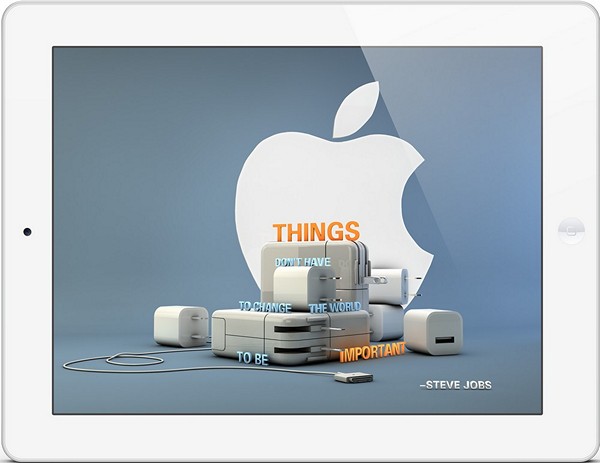 THINGS
DON'T HAVE
TO CHANGE THE WORLD
TO BE IMPORTANT
–STEVE JOBS